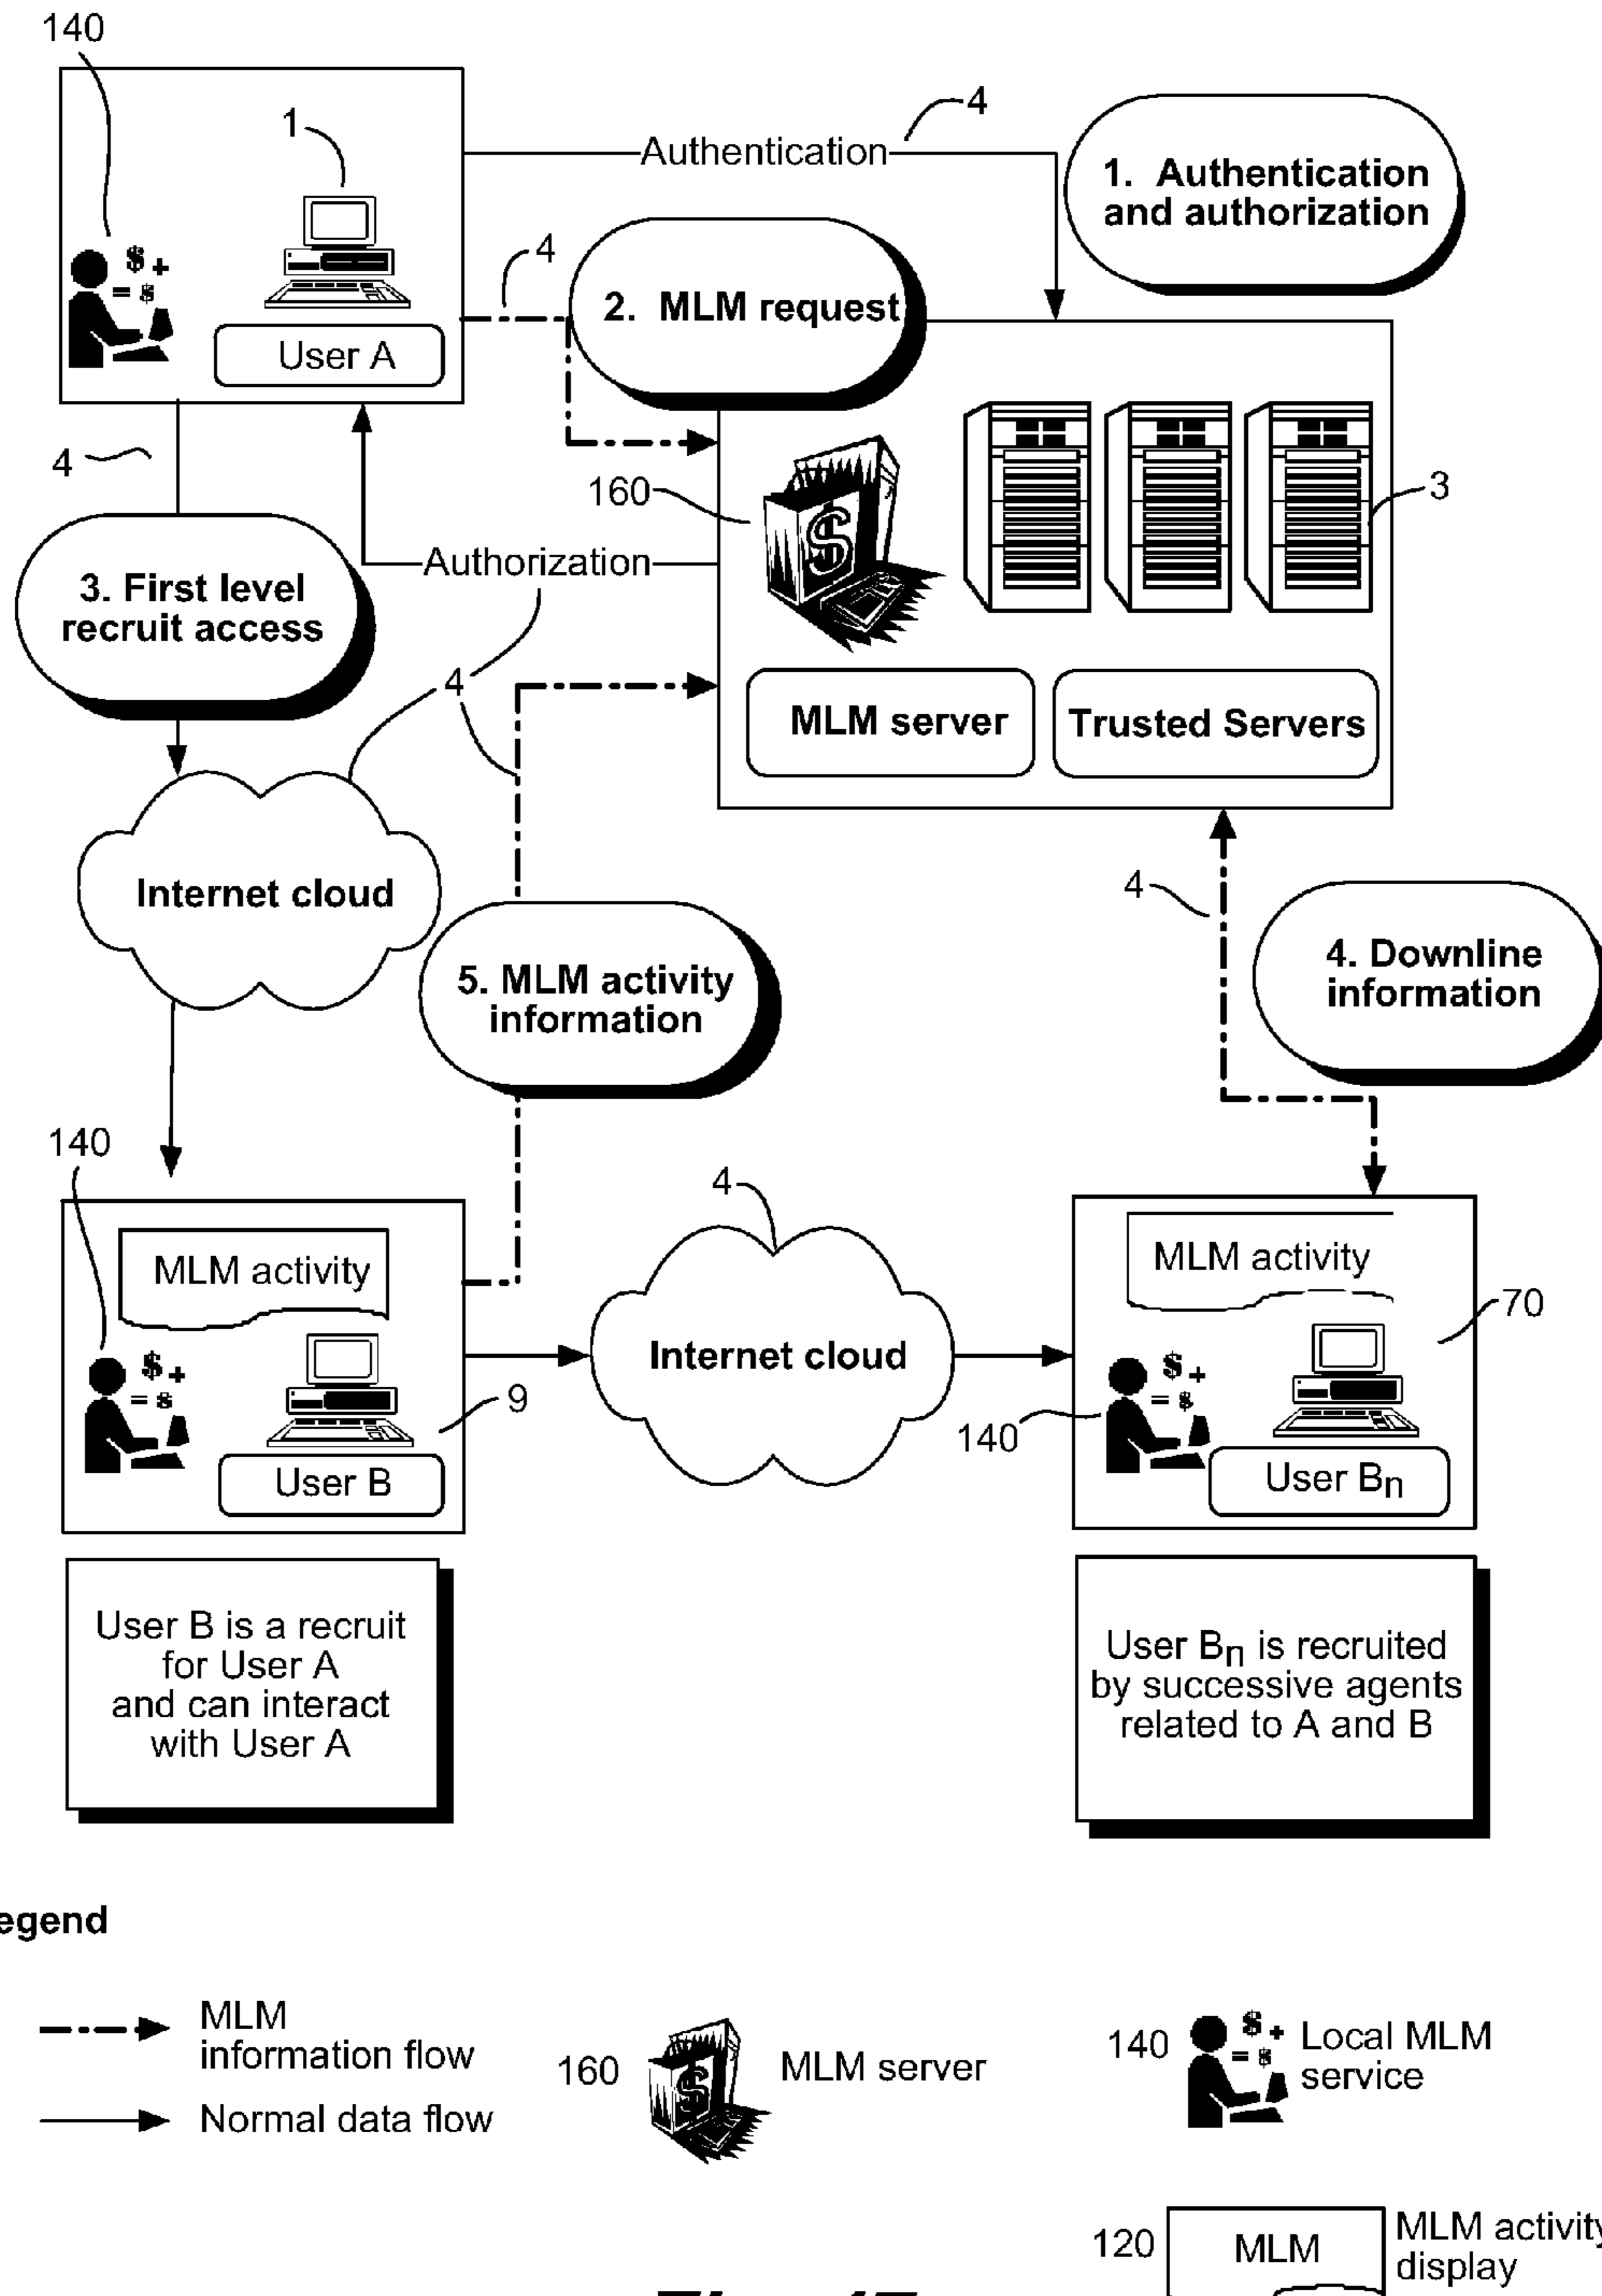 140
1
Authentication
4
1. Authentication
and authorization
4
2. MLM request
User A
4
160
3
Authorization
3. First level
recruit access
4
MLM server
Trusted Servers
Internet cloud
4
4. Downline
information
5. MLM activity
information
140
4
MLM activity
MLM activity
70
Internet cloud
9
140
User B
User Bn
User B is a recruit
for User A
and can interact
with User A
User Bn is recruited
by successive agents
related to A and B
egend
MLM
information flow
Normal data flow
160
MLM server
140
Local MLM
service
120
MLM
MLM activity
display